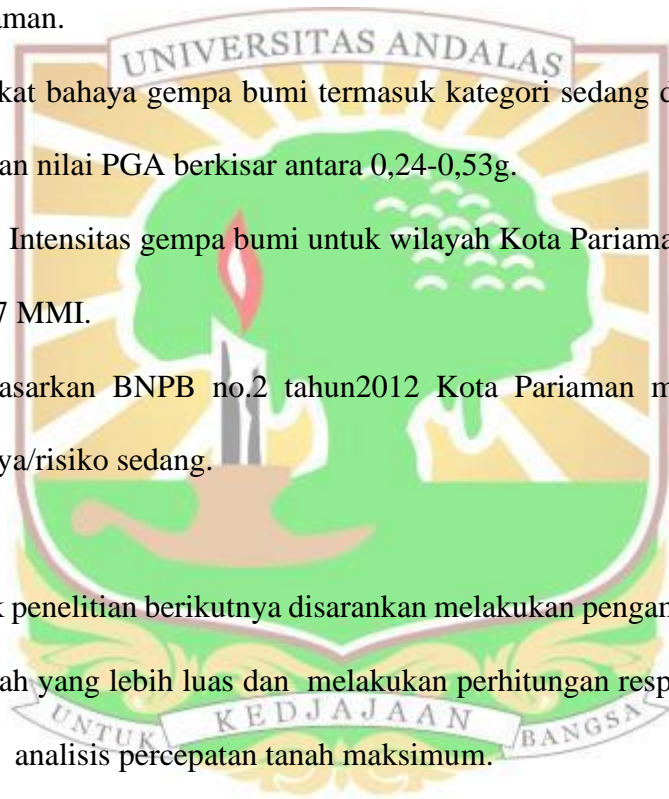 aman.
UNIVERSITAS ANDALAS
kat bahaya gempa bumi termasuk kategori sedang d
an nilai PGA berkisar antara 0,24-0,53g.
Intensitas gempa bumi untuk wilayah Kota Pariama
7 MMI.
asarkan BNPB no.2 tahun2012 Kota Pariaman m
ya/risiko sedang.
k penelitian berikutnya disarankan melakukan pengam
ah yang lebih luas dan melakukan perhitungan resp
UNTUK KEDJAJAAN BANGSA
analisis percepatan tanah maksimum.